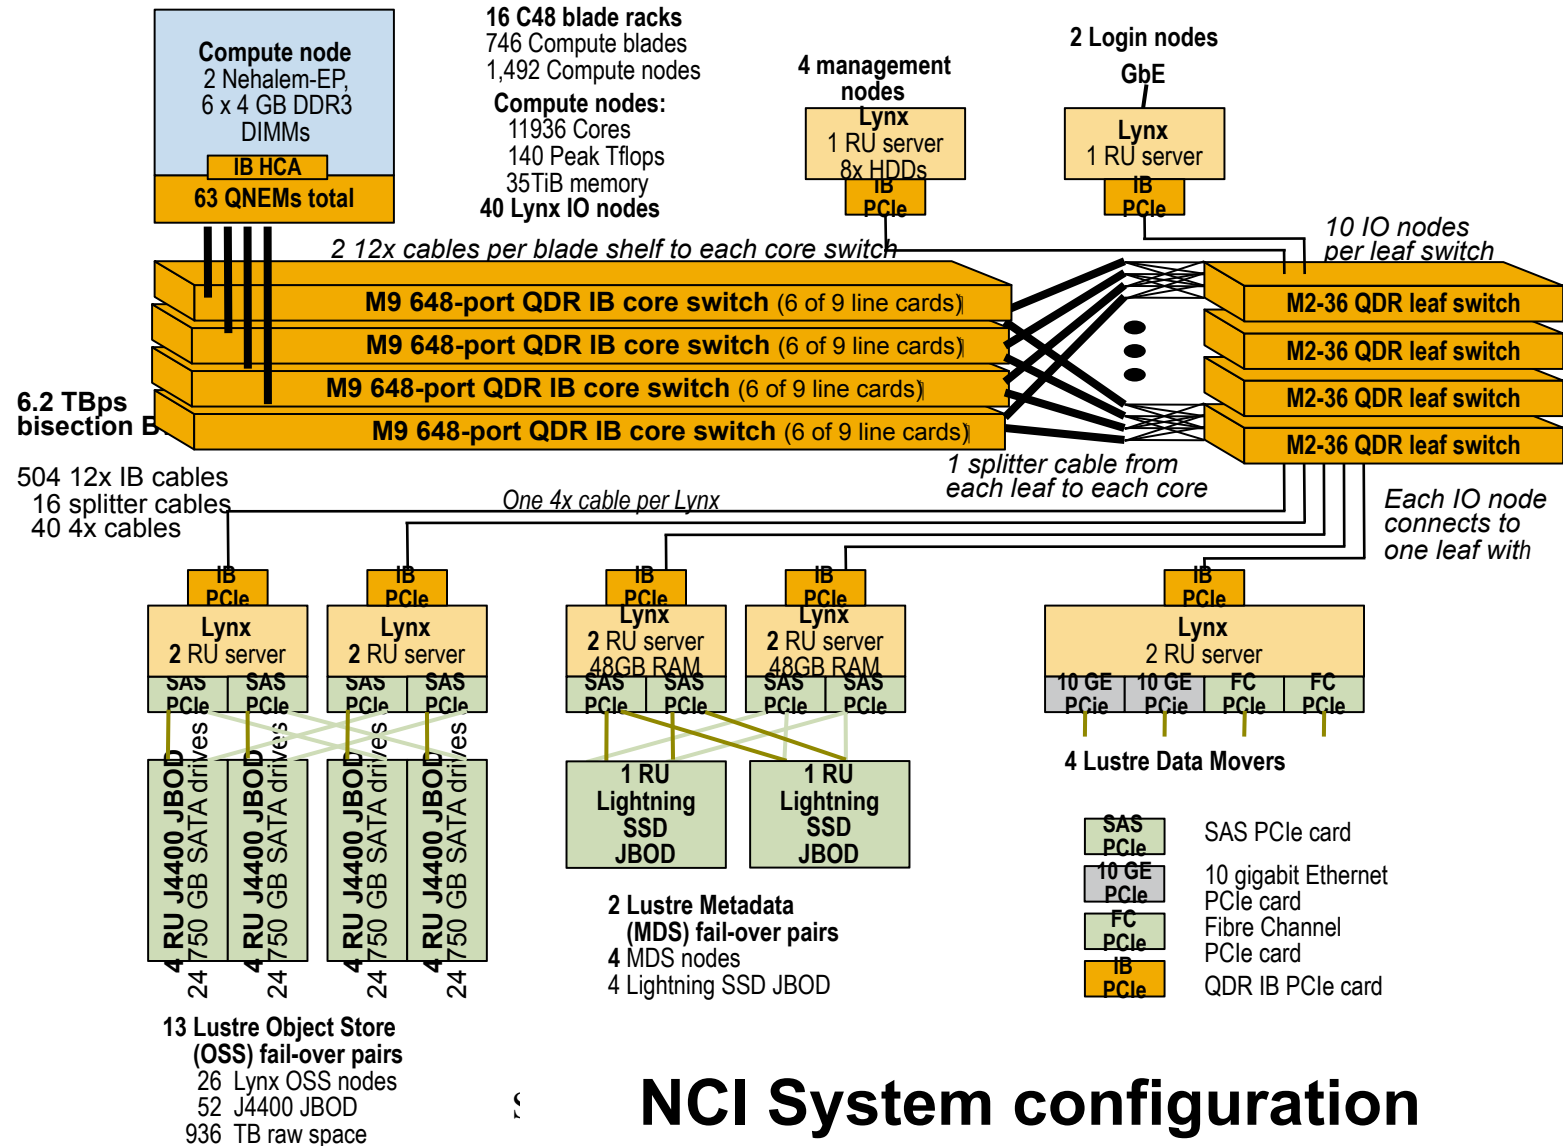 Compute node
2 Nehalem-EP,
6 x 4 GB DDR3
DIMMs
IB HCA
63 QNEMs total
16 C48 blade racks
746 Compute blades
1,492 Compute nodes
Compute nodes:
11936 Cores
140 Peak Tflops
35TiB memory
40 Lynx IO nodes
4 management
nodes
Lynx
1 RU server
8x HDDs
IB
PCIe
2 Login nodes
GbE
Lynx
1 RU server
IB
PCIe
2 12x cables per blade shelf to each core switch
10 IO nodes
per leaf switch
M9 648-port QDR IB core switch (6 of 9 line cards)
M9 648-port QDR IB core switch (6 of 9 line cards)
M9 648-port QDR IB core switch (6 of 9 line cards)
M9 648-port QDR IB core switch (6 of 9 line cards)
M2-36 QDR leaf switch
M2-36 QDR leaf switch
M2-36 QDR leaf switch
M2-36 QDR leaf switch
6.2 TBps
bisection
504 12x IB cables
16 splitter cables
40 4x cables
1 splitter cable from
each leaf to each core
One 4x cable per Lynx
Each IO node
connects to
one leaf with
IB
PCIe
Lynx
2 RU server
SAS
PCIe
SAS
PCIe
IB
PCIe
Lynx
2 RU server
SAS
PCIe
SAS
PCIe
IB
PCIe
Lynx
2 RU server
48GB RAM
SAS
PCIe
SAS
PCIe
IB
PCIe
Lynx
2 RU server
48GB RAM
SAS
PCIe
SAS
PCIe
IB
PCIe
Lynx
2 RU server
10 GE
PCie
10 GE
PCie
FC
PCIe
FC
PCIe
4 RU J4400 JBOD
24 750 GB SATA drives
4 RU J4400 JBOD
24 750 GB SATA drives
4 RU J4400 JBOD
24 750 GB SATA drives
4 RU J4400 JBOD
24 750 GB SATA drives
1 RU
Lightning
SSD
JBOD
1 RU
Lightning
SSD
JBOD
4 Lustre Data Movers
SAS
PCIe
SAS PCIe card
10 GE
PCIe
10 gigabit Ethernet
PCIe card
FC
PCIe
Fibre Channel
PCIe card
IB
PCIe
QDR IB PCIe card
2 Lustre Metadata
(MDS) fail-over pairs
4 MDS nodes
4 Lightning SSD JBOD
13 Lustre Object Store
(OSS) fail-over pairs
26 Lynx OSS nodes
52 J4400 JBOD
936 TB raw space
NCI System configuration